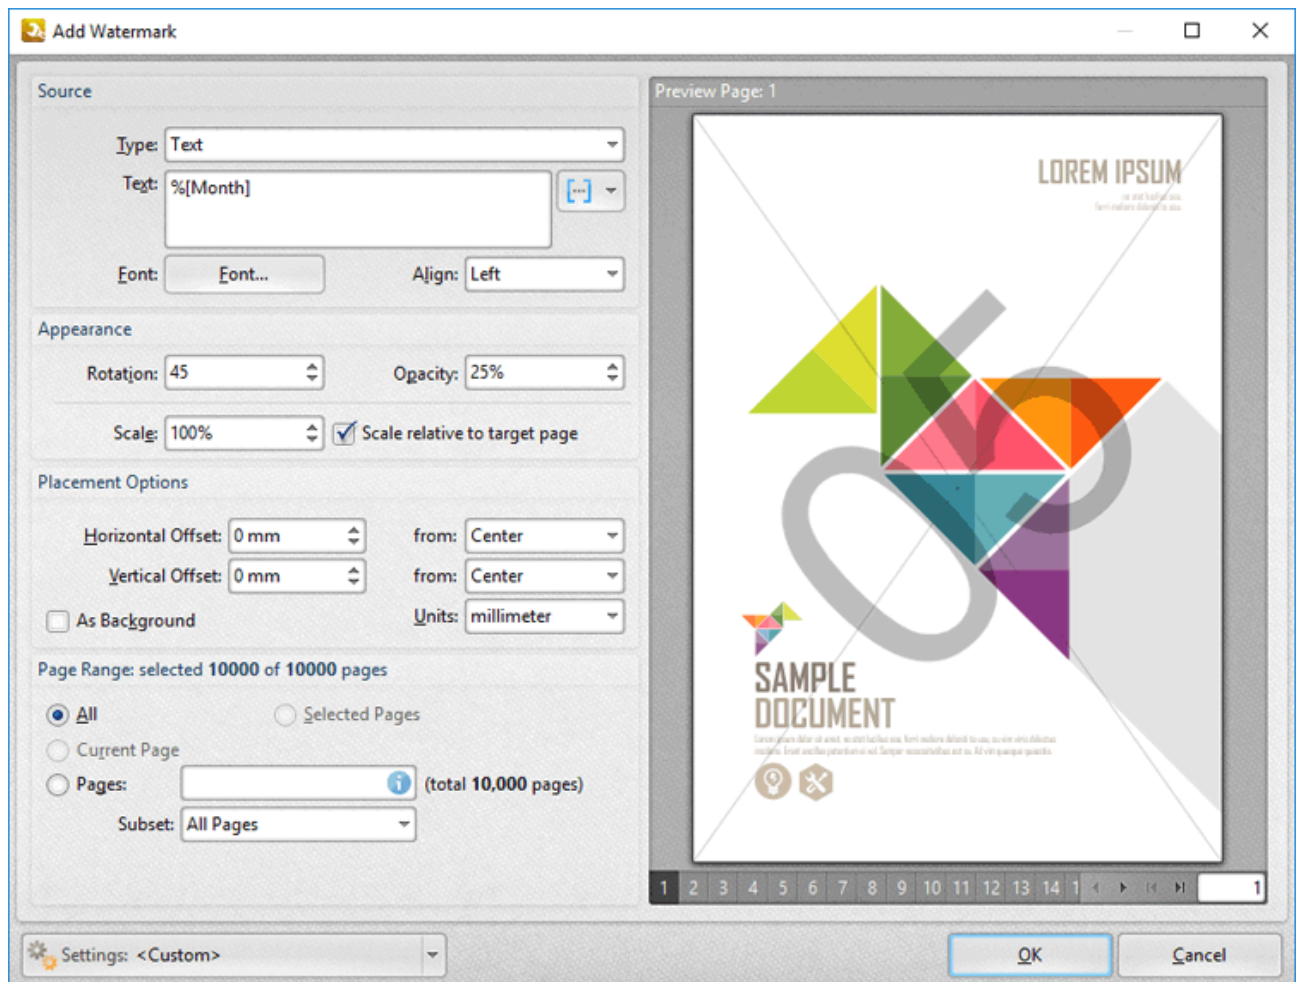 Add Watermark
Source
Type: Text
Text: %[Month]
Font: Font... Align: Left
Appearance
Rotation: 45 Opacity: 25%
Scale: 100% Scale relative to target page
Placement Options
Horizontal Offset: 0 mm from: Center
Vertical Offset: 0 mm from: Center
As Background Units: millimeter
Page Range: selected 10000 of 10000 pages
All Selected Pages
Current Page
Pages: (total 10,000 pages)
Subset: All Pages
Preview Page: 1
LOREM IPSUM
05
SAMPLE
DOCUMENT
1 2 3 4 5 6 7 8 9 10 11 12 13 14 1 1
Settings: <Custom> OK Cancel